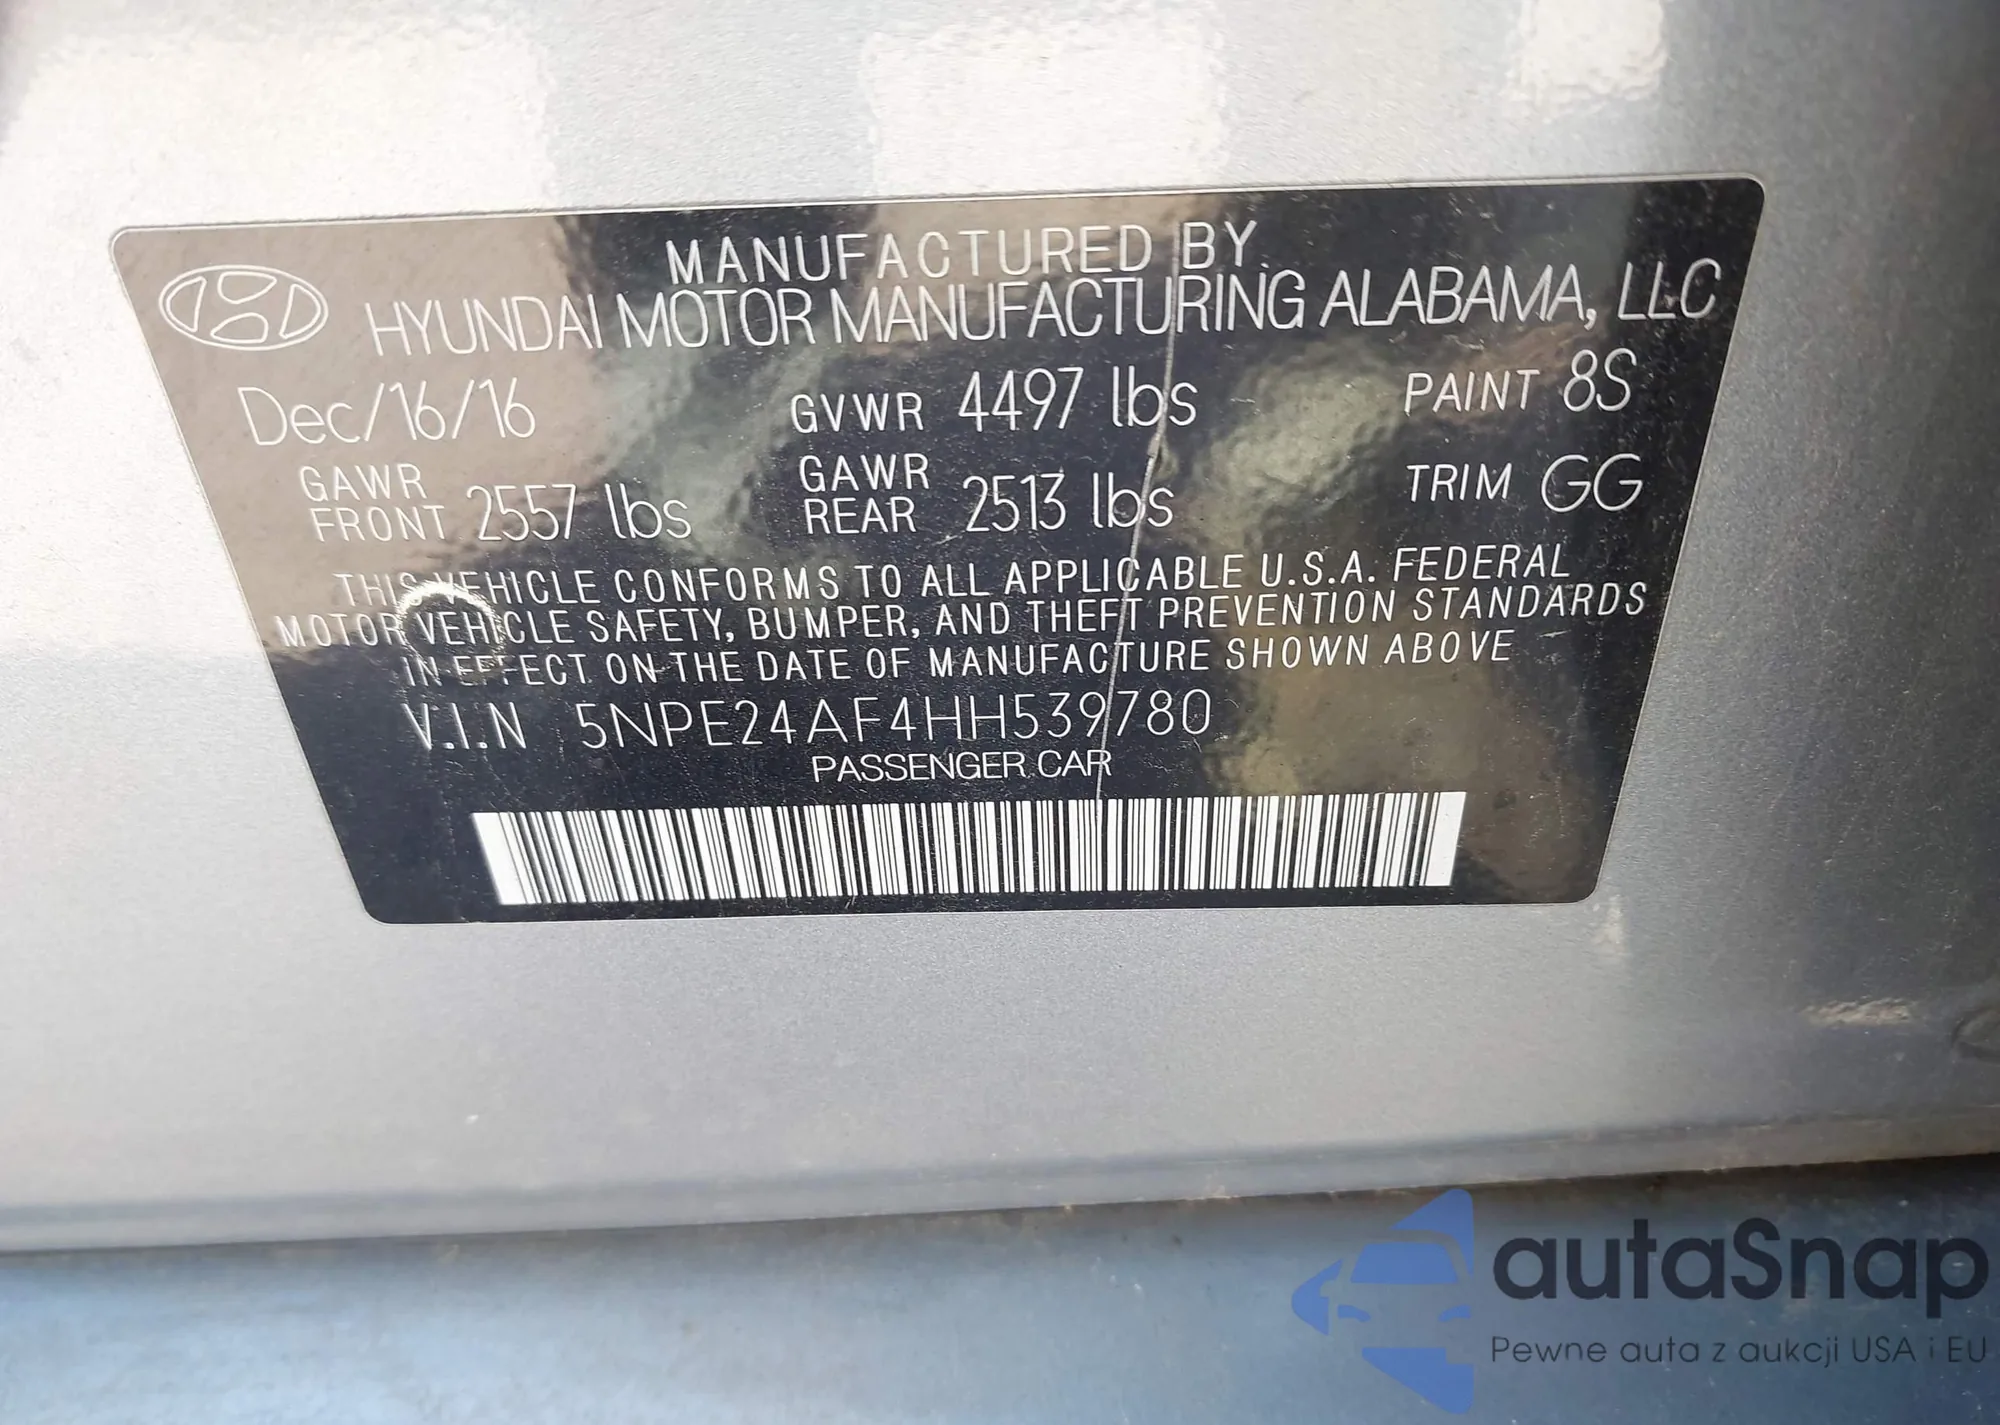 MANUFACTURED BY
HYUNDAI MOTOR MANUFACTURING ALABAMA, LLC
Dec/16/16 GVWR 4497 lbs PAINT 8S
GAWR FRONT 2557 lbs GAWR REAR 2513 lbs TRIM GG
THIS VEHICLE CONFORMS TO ALL APPLICABLE U.S.A. FEDERAL
MOTOR VEHICLE SAFETY, BUMPER, AND THEFT PREVENTION STANDARDS
IN EFFECT ON THE DATE OF MANUFACTURE SHOWN ABOVE
V.I.N 5NPE24AF4HH539780
PASSENGER CAR
autaSnap
Pewne auta z aukcji USA i EU